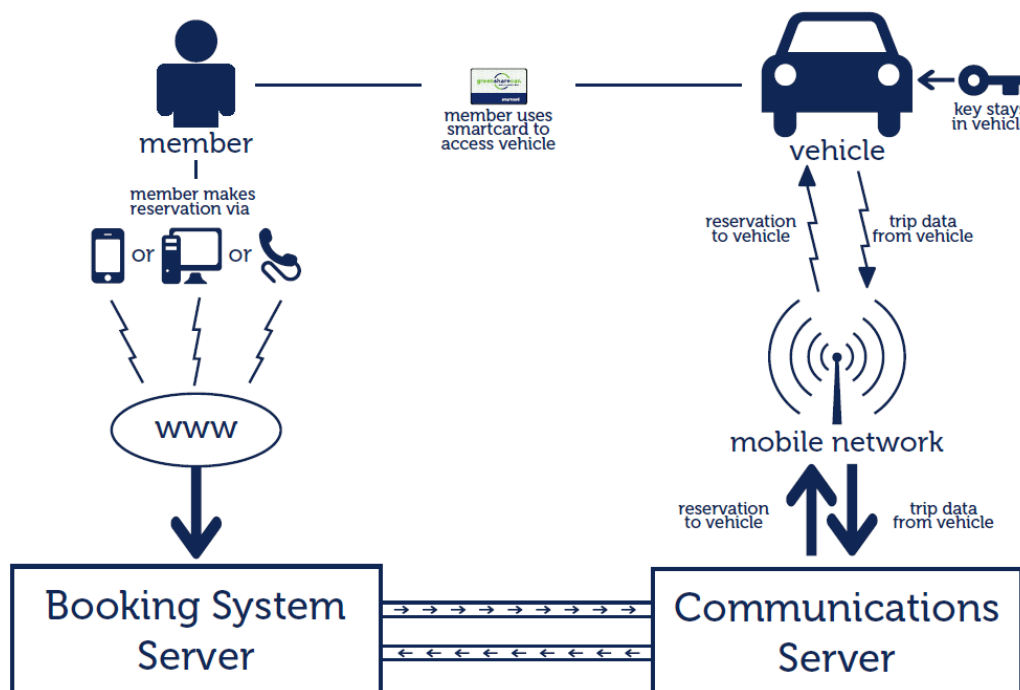 greensharecar
member uses
smartcard to
access vehicle
key stays
in vehicl
member
vehicle
member makes
reservation via
or
or
reservation
to vehicle
trip data
from vehicle
www
mobile network
reservation
to vehicle
trip data
from vehicle
Booking System
Server
Communications
Server